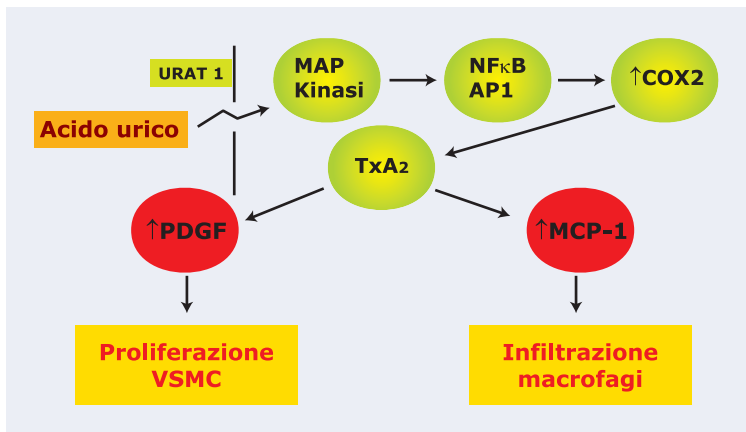 URAT 1
MAP
Kinasi
NFκB
AP1
↑COX2
Acido urico
TxA2
↑PDGF
↑MCP-1
Proliferazione
VSMC
Infiltrazione
macrofagi